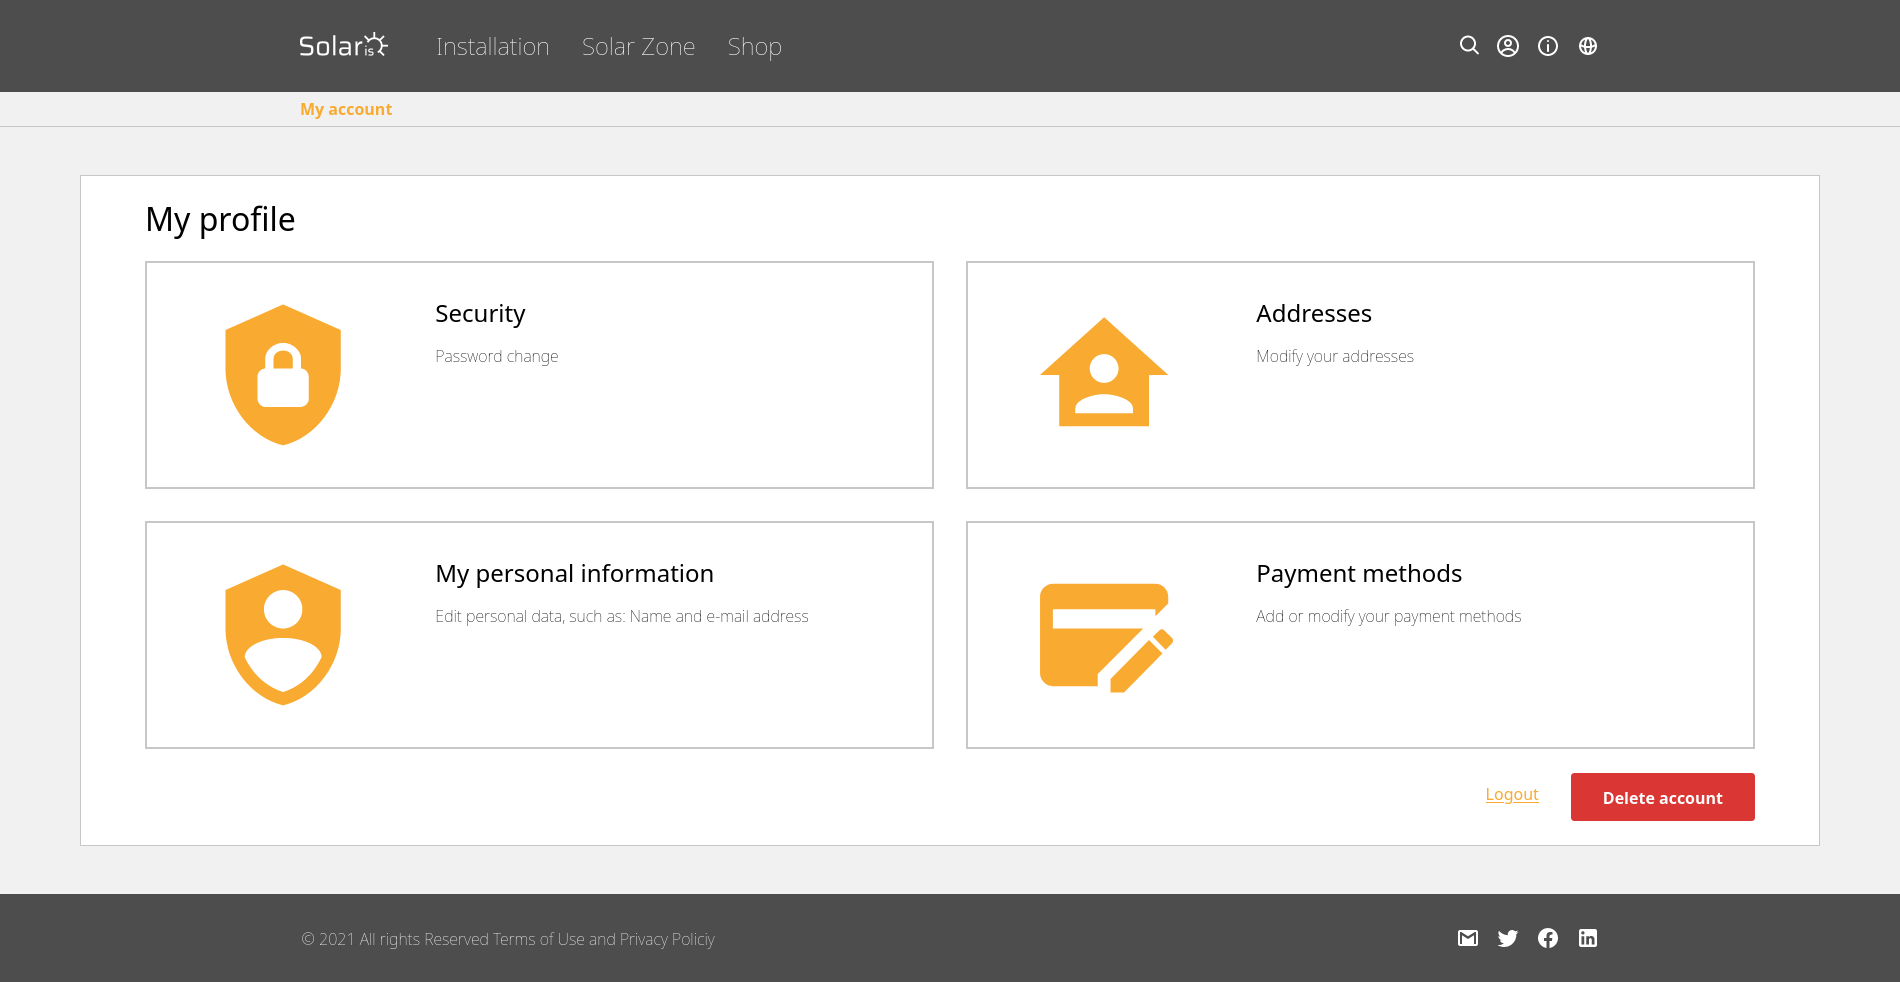 Solaris
Installation
Solar Zone
Shop
My account
My profile
Security
Password change
Addresses
Modify your addresses
My personal information
Edit personal data, such as: Name and e-mail address
Payment methods
Add or modify your payment methods
Logout
Delete account
© 2021 All rights Reserved Terms of Use and Privacy Policiy